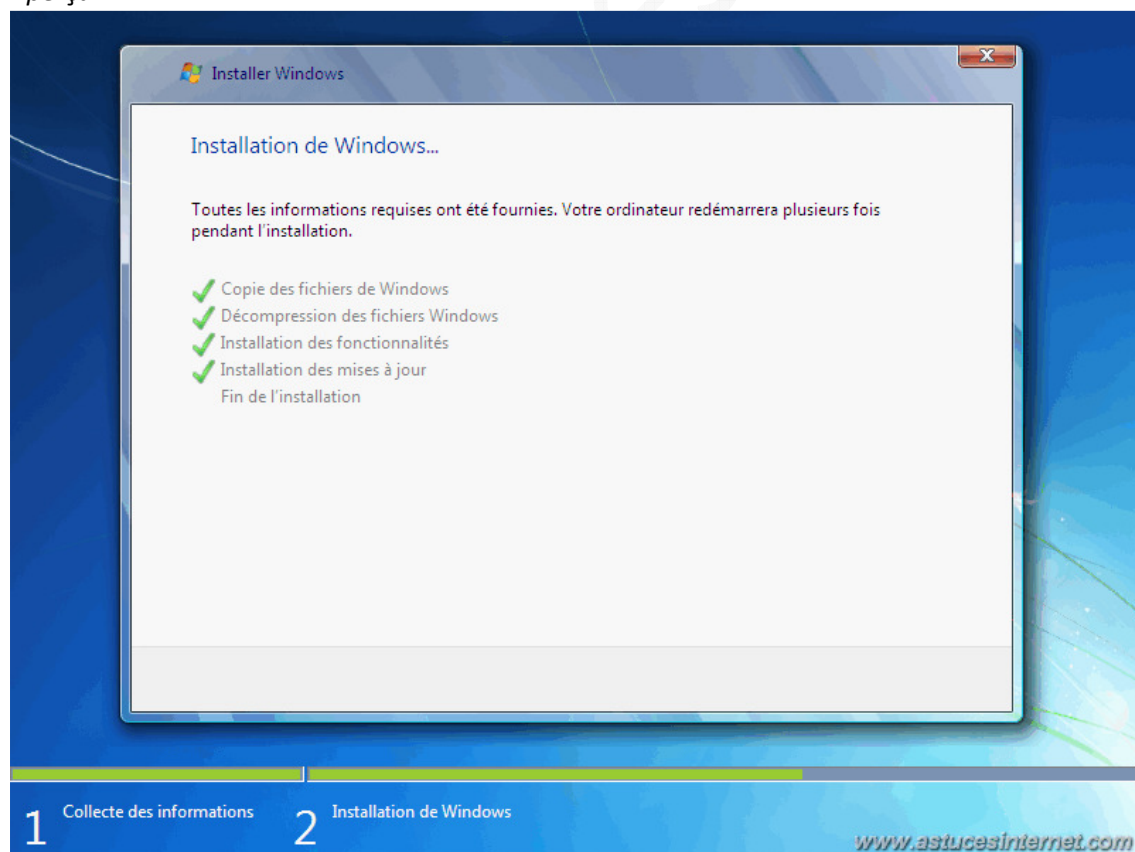 Installer Windows
Installation de Windows...
Toutes les informations requises ont été fournies. Votre ordinateur redémarrera plusieurs fois
pendant l'installation.
Copie des fichiers de Windows
Décompression des fichiers Windows
Installation des fonctionnalités
Installation des mises à jour
Fin de l'installation
1 Collecte des informations 2 Installation de Windows
www.astucesinternet.com